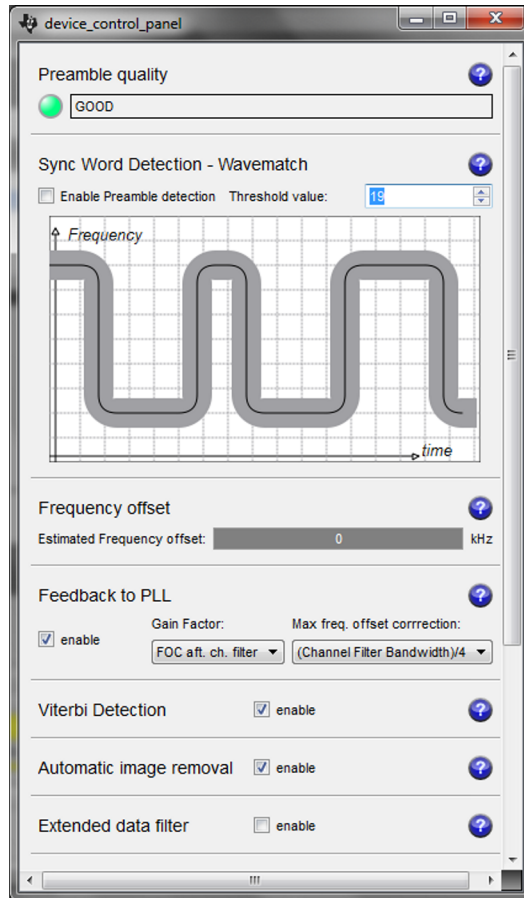 device_control_panel
Preamble quality
GOOD
Sync Word Detection - Wavematch
Enable Preamble detection Threshold value: 19
Frequency
time
Frequency offset
Estimated Frequency offset: 0 kHz
Feedback to PLL
Gain Factor: Max freq. offset corrrection:
enable FOC aft. ch. filter (Channel Filter Bandwidth)/4
Viterbi Detection enable
Automatic image removal enable
Extended data filter enable